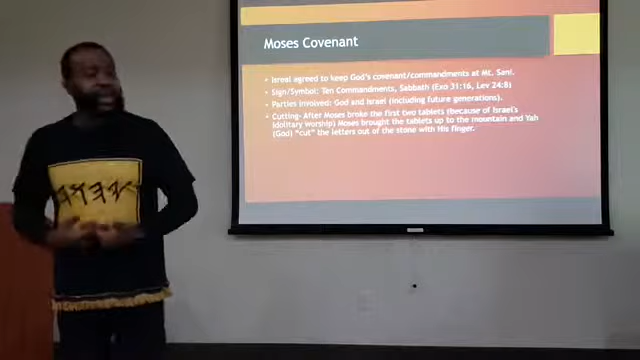 Moses Covenant
• Isreal agreed to keep God's covenant/commandments at Mt. Sani.
• Sign/Symbol: Ten Commandments, Sabbath (Exo 31:16, Lev 24:8)
• Parties Involved: God and Israel (including future generations).
• Cutting- After Moses broke the first two tablets (because of Israel's
idolitary worship) Moses brought the tablets up to the mountain and Yah
(God) "cut" the letters out of the stone with His finger.